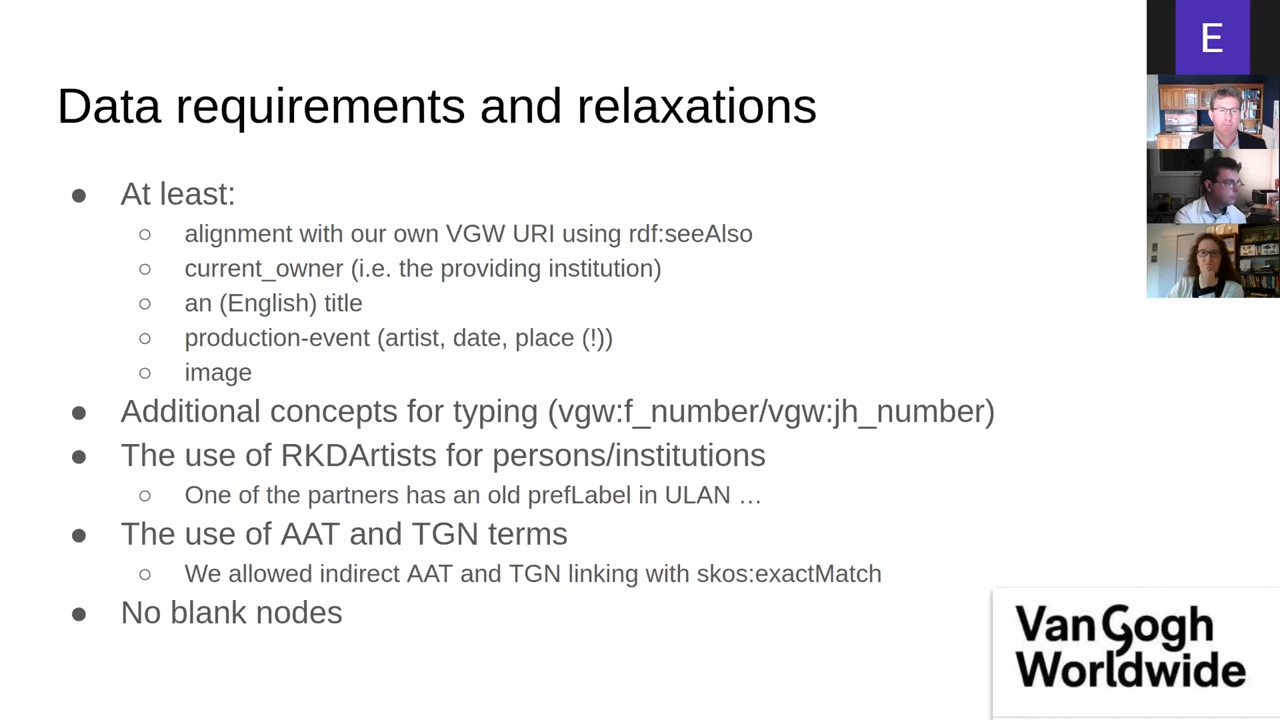 Data requirements and relaxations
● At least:
○ alignment with our own VGW URI using rdf:seeAlso
○ current_owner (i.e. the providing institution)
○ an (English) title
○ production-event (artist, date, place (!))
○ image
● Additional concepts for typing (vgw:f_number/vgw:jh_number)
● The use of RKDArtists for persons/institutions
○ One of the partners has an old prefLabel in ULAN …
● The use of AAT and TGN terms
○ We allowed indirect AAT and TGN linking with skos:exactMatch
● No blank nodes
E
Van Gogh
Worldwide